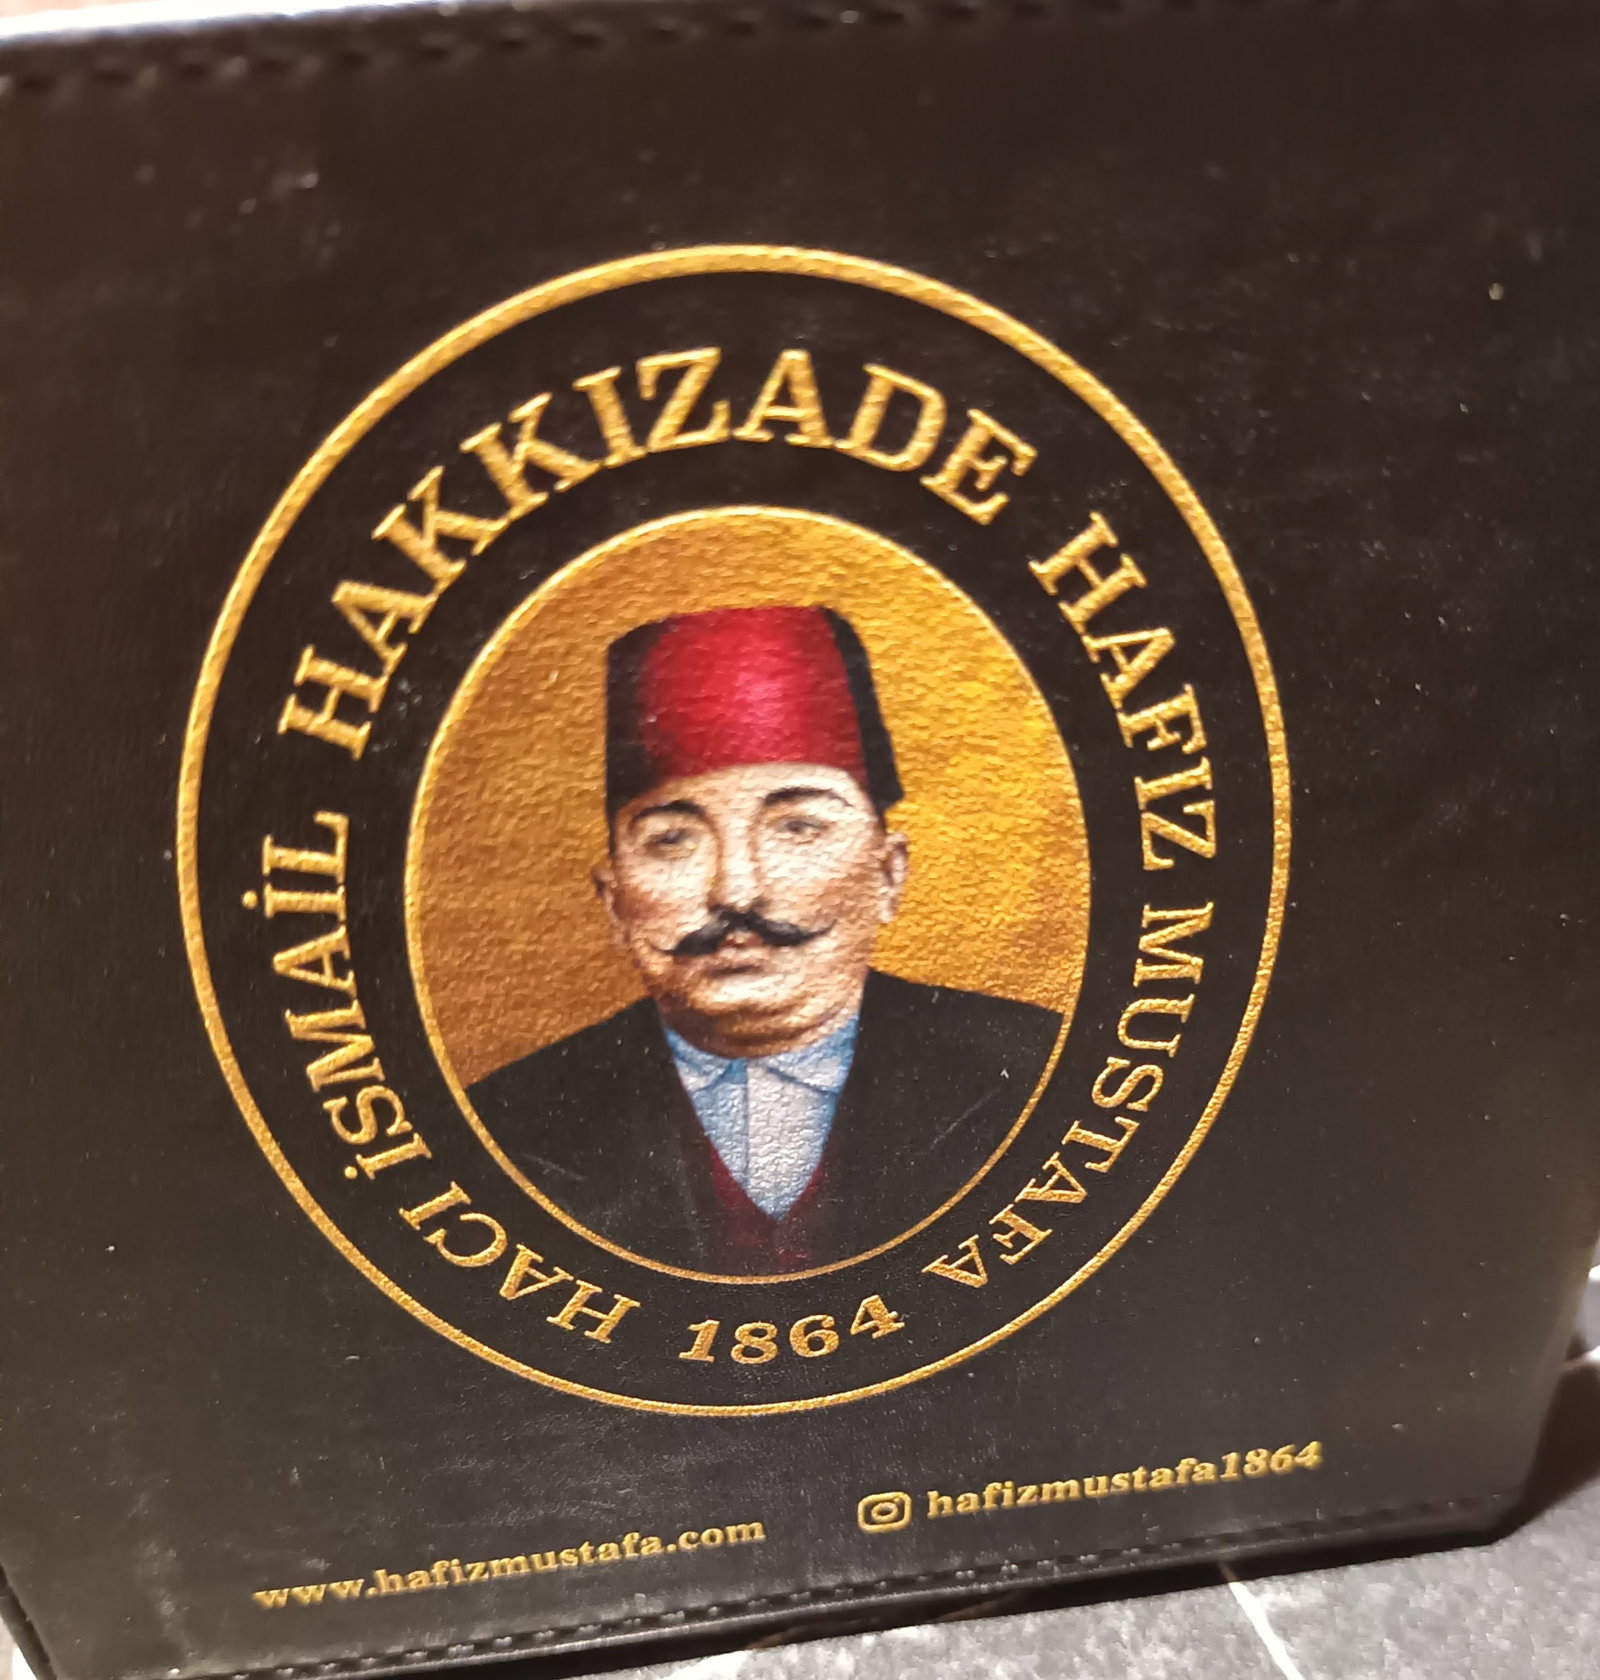 HACI İSMAİL HAKKIZADE HAFIZ MUSTAFA
1864
www.hafizmustafa.com
hafizmustafa1864